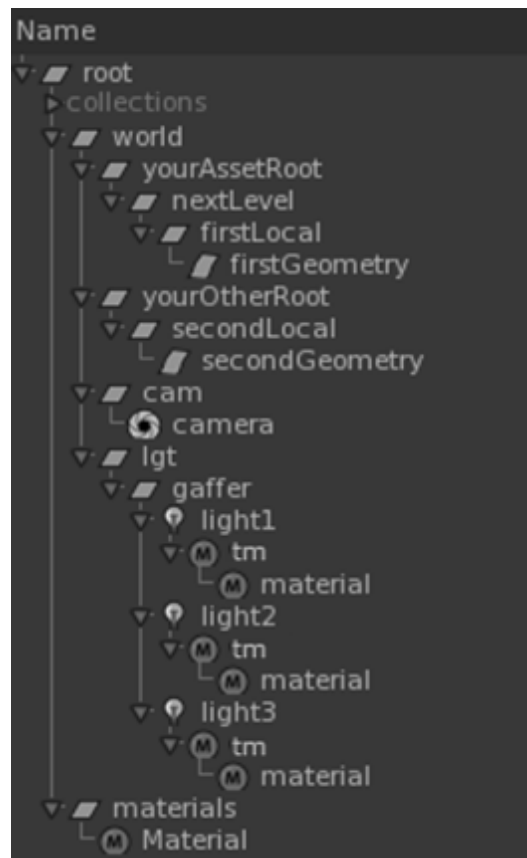 Name
root
collections
world
yourAssetRoot
nextLevel
firstLocal
firstGeometry
yourOtherRoot
secondLocal
secondGeometry
cam
camera
lgt
gaffer
light1
tm
material
light2
tm
material
light3
tm
material
materials
Material